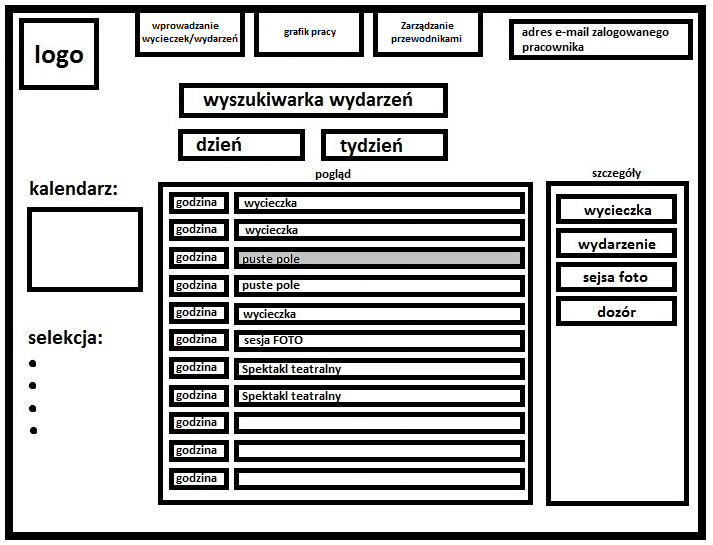 logo
wprowadzanie
wycieczek/wydarzeń
grafik pracy
Zarządzanie
przewodnikami
adres e-mail zalogowanego
pracownika
wyszukiwarka wydarzeń
dzień
tydzień
kalendarz:
selekcja:
pogląd
godzina wycieczka
godzina wycieczka
godzina puste pole
godzina puste pole
godzina wycieczka
godzina sesja FOTO
godzina Spektakl teatralny
godzina Spektakl teatralny
godzina
godzina
godzina
szczegóły
wycieczka
wydarzenie
sejsa foto
dozór